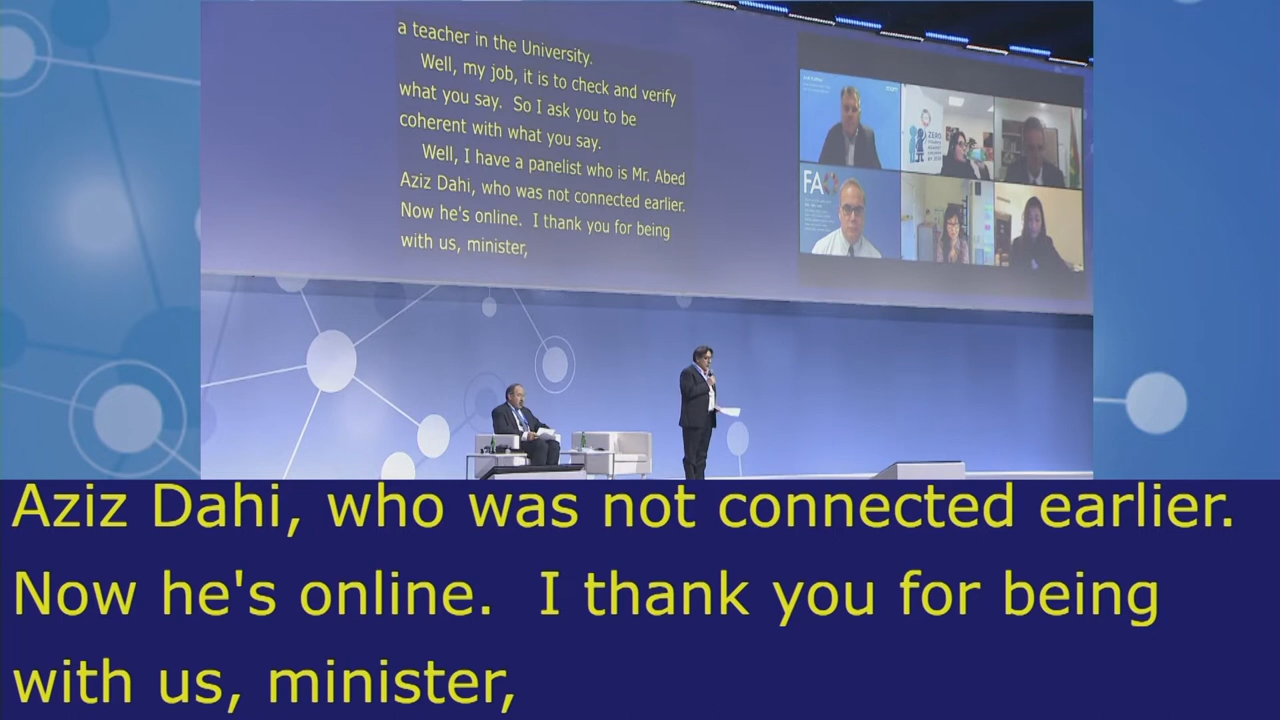 a teacher in the University.
Well, my job, it is to check and verify
what you say.  So I ask you to be
coherent with what you say.
Well, I have a panelist who is Mr. Abed
Aziz Dahi, who was not connected earlier.
Now he's online.  I thank you for being
with us, minister,
ZERO
FAO
Aziz Dahi, who was not connected earlier.
Now he's online.  I thank you for being
with us, minister,